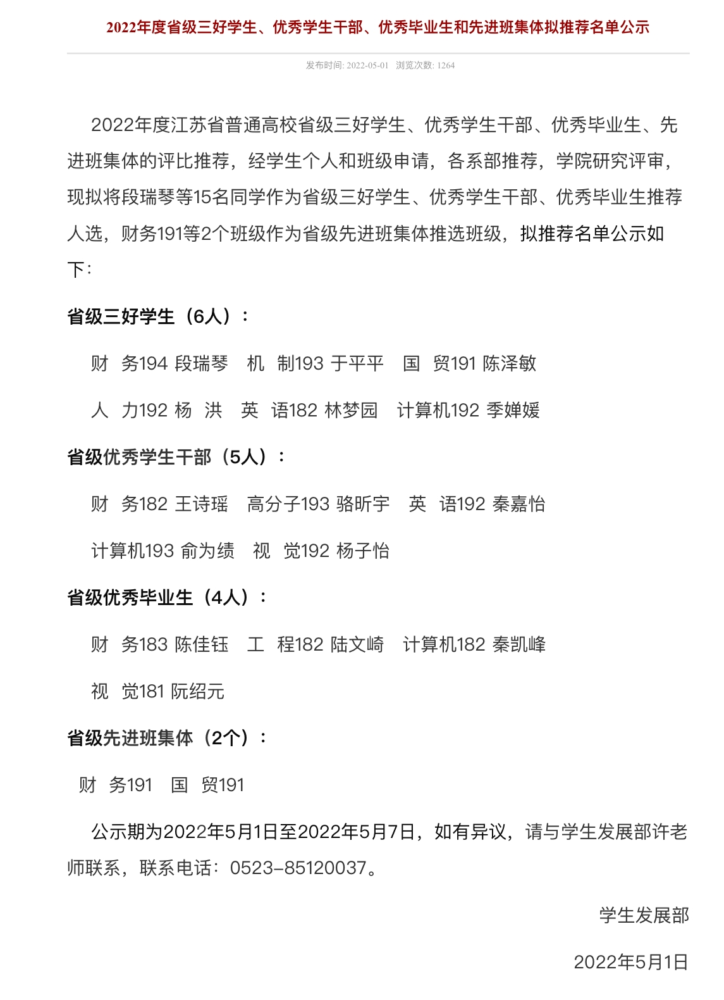 2022年度省级三好学生、优秀学生干部、优秀毕业生和先进班集体拟推荐名单公示
发布时间: 2022-05-01 浏览次数: 1264
2022年度江苏省普通高校省级三好学生、优秀学生干部、优秀毕业生、先
进班集体的评比推荐，经学生个人和班级申请，各系部推荐，学院研究评审，
现拟将段瑞琴等15名同学作为省级三好学生、优秀学生干部、优秀毕业生推荐
人选，财务191等2个班级作为省级先进班集体推选班级，拟推荐名单公示如
下：
省级三好学生（6人）：
财 务194 段瑞琴 机 制193 于平平 国 贸191 陈泽敏
人 力192 杨 洪 英 语182 林梦园 计算机192 季婵媛
省级优秀学生干部（5人）：
财 务182 王诗瑶 高分子193 骆昕宇 英 语192 秦嘉怡
计算机193 俞为绩 视 觉192 杨子怡
省级优秀毕业生（4人）：
财 务183 陈佳钰 工 程182 陆文崎 计算机182 秦凯峰
视 觉181 阮绍元
省级先进班集体（2个）：
财 务191 国 贸191
公示期为2022年5月1日至2022年5月7日，如有异议，请与学生发展部许老
师联系，联系电话：0523-85120037。
学生发展部
2022年5月1日